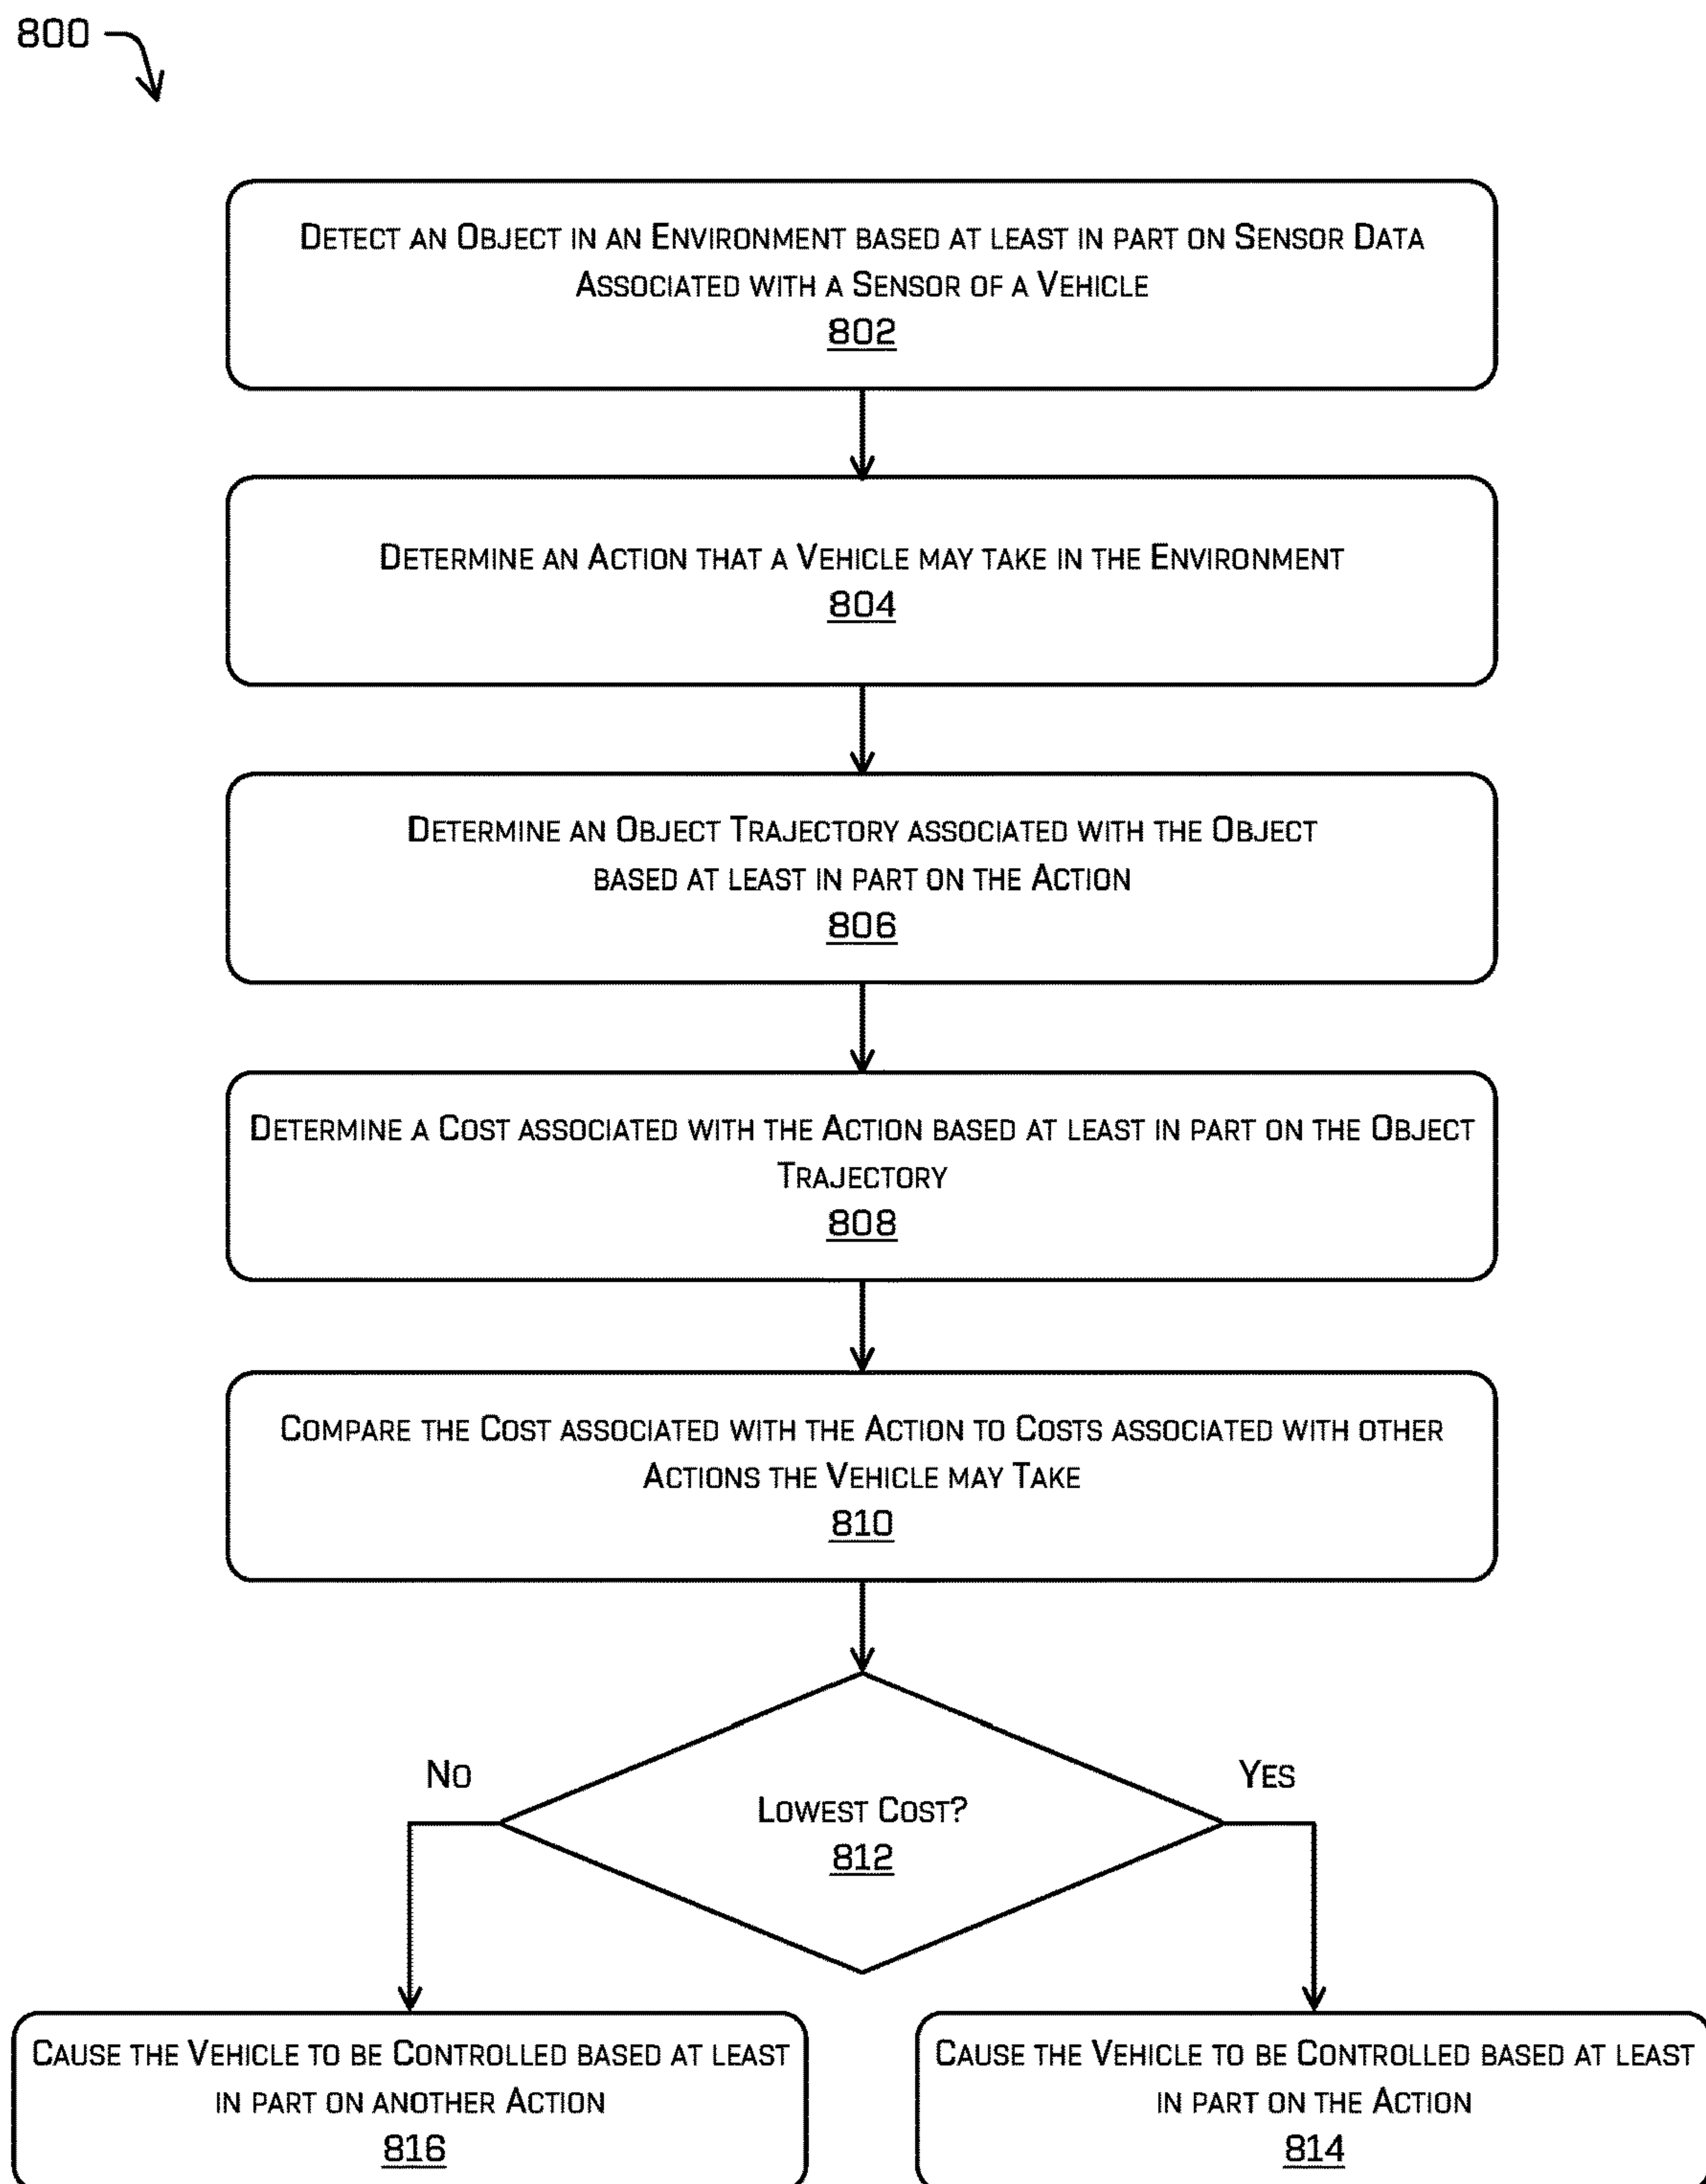 800
Detect an Object in an Environment based at least in part on Sensor Data
Associated with a Sensor of a Vehicle
802
Determine an Action that a Vehicle may take in the Environment
804
Determine an Object Trajectory associated with the Object
based at least in part on the Action
806
Determine a Cost associated with the Action based at least in part on the Object
Trajectory
808
Compare the Cost associated with the Action to Costs associated with other
Actions the Vehicle may Take
810
No
Yes
Lowest Cost?
812
Cause the Vehicle to be Controlled based at least
in part on another Action
816
Cause the Vehicle to be Controlled based at least
in part on the Action
814